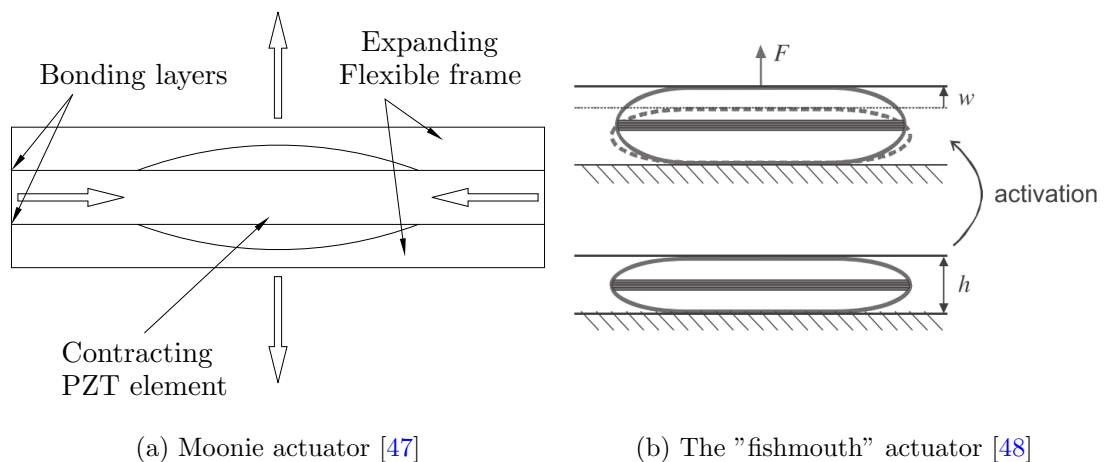 Bonding layers
Expanding
Flexible frame
Contracting
PZT element
(a) Moonie actuator [47]
F
w
activation
h
(b) The ”fishmouth” actuator [48]